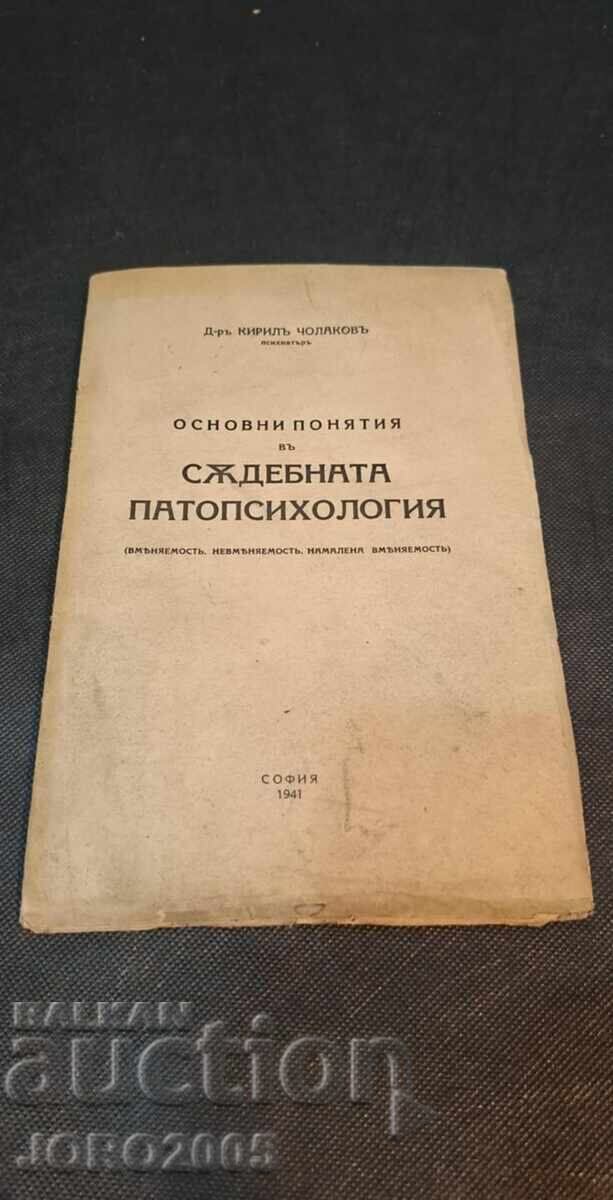 Д-ръ КИРИЛЪ ЧОЛАКОВЪ
ПСИХИАТЪРЪ
ОСНОВНИ ПОНЯТИЯ
ВЪ
СѪДЕБНАТА
ПАТОПСИХОЛОГИЯ
(ВМѢНЯЕМОСТЬ, НЕВМѢНЯЕМОСТЬ, НАМАЛЕНА ВМѢНЯЕМОСТЬ)
СОФИЯ
1941
BALKAN
auction
JORO2005